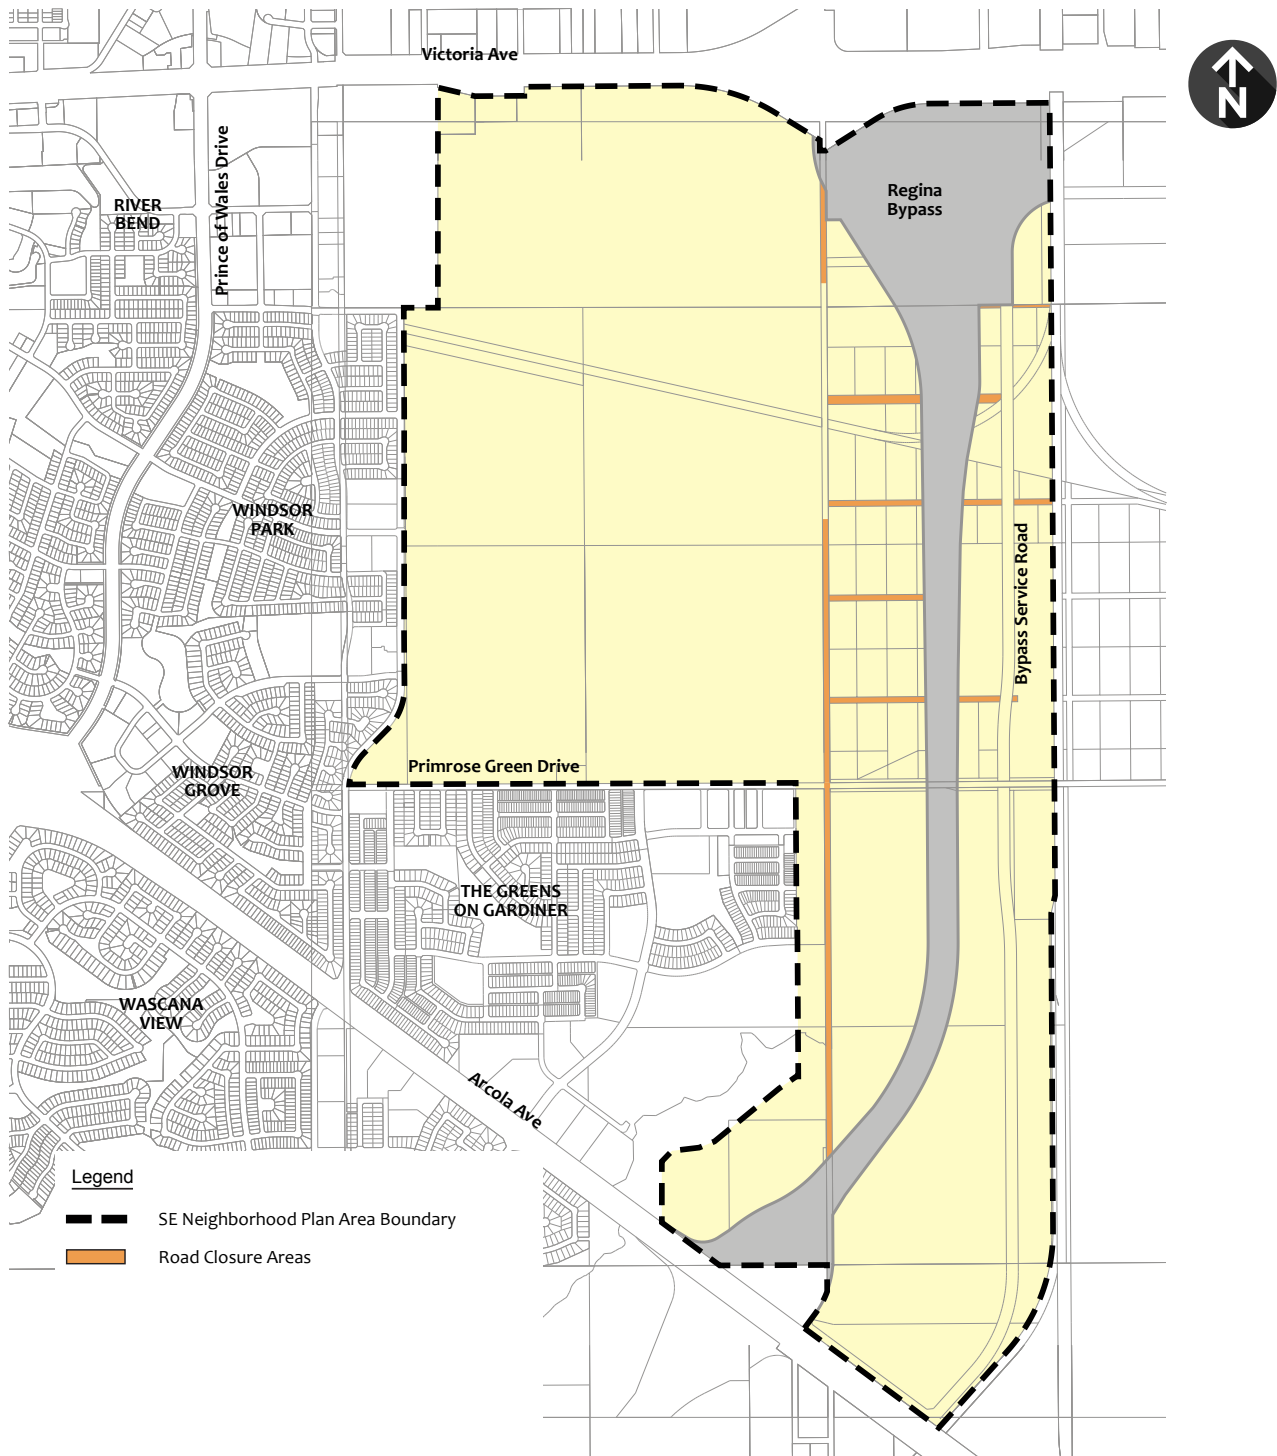 Victoria Ave
N
Prince of Wales Drive
RIVER
BEND
Regina
Bypass
WINDSOR
PARK
Bypass Service Road
Primrose Green Drive
WINDSOR
GROVE
THE GREENS
ON GARDINER
WASCANA
VIEW
Arcola Ave
Legend
SE Neighborhood Plan Area Boundary
Road Closure Areas